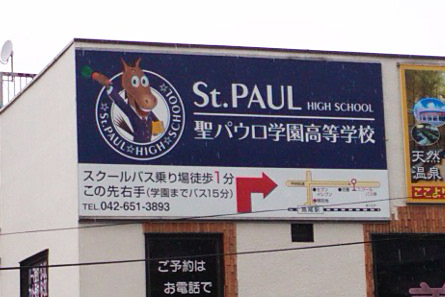 St.PAUL HIGH SCHOOL
聖パウロ学園高等学校
St.PAUL HIGH SCHOOL
スクールバス乗り場徒歩1分
この先右手(学園までバス15分)
TEL.042-651-3893
天然
温泉
ご予約は
お電話で